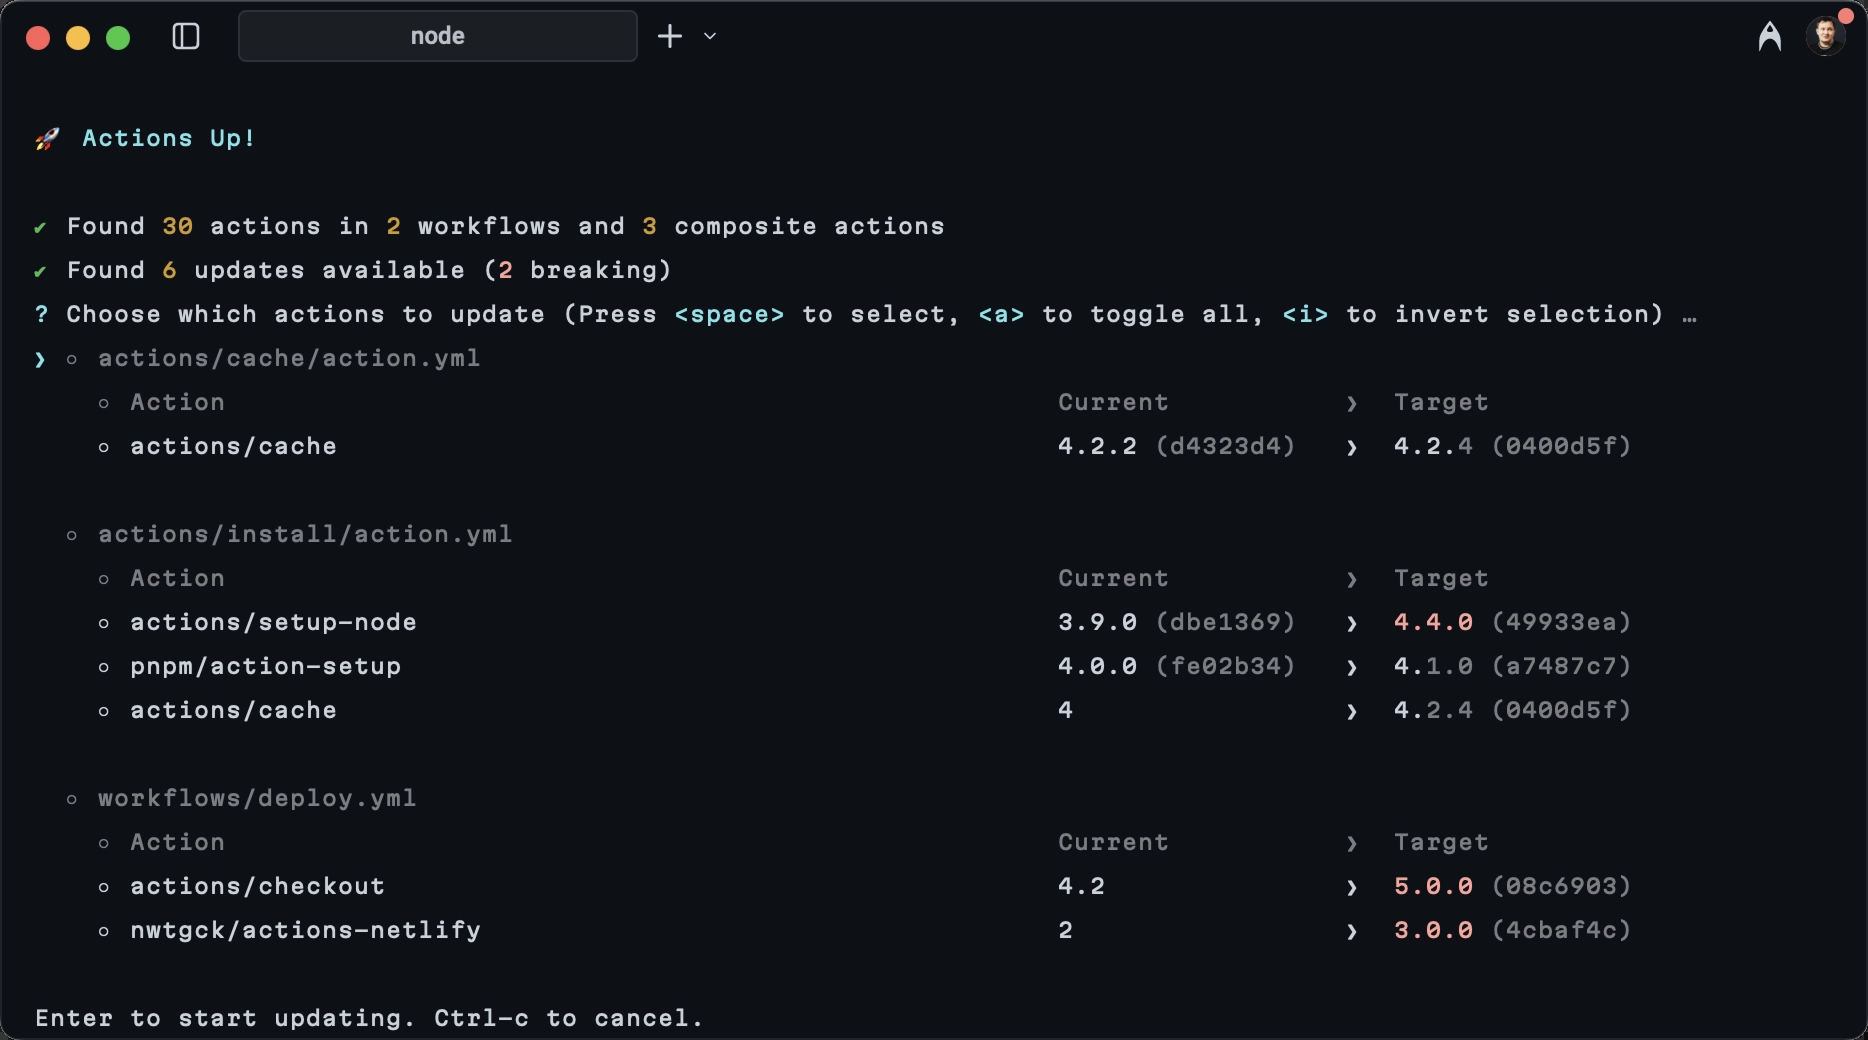 node
🚀 Actions Up!
✔ Found 30 actions in 2 workflows and 3 composite actions
✔ Found 6 updates available (2 breaking)
? Choose which actions to update (Press <space> to select, <a> to toggle all, <i> to invert selection) …
❯ ○ actions/cache/action.yml
○ Action Current ❯ Target
○ actions/cache 4.2.2 (d4323d4) ❯ 4.2.4 (0400d5f)
○ actions/install/action.yml
○ Action Current ❯ Target
○ actions/setup-node 3.9.0 (dbe1369) ❯ 4.4.0 (49933ea)
○ pnpm/action-setup 4.0.0 (fe02b34) ❯ 4.1.0 (a7487c7)
○ actions/cache 4 ❯ 4.2.4 (0400d5f)
○ workflows/deploy.yml
○ Action Current ❯ Target
○ actions/checkout 4.2 ❯ 5.0.0 (08c6903)
○ nwtgck/actions-netlify 2 ❯ 3.0.0 (4cbaf4c)
Enter to start updating. Ctrl-c to cancel.